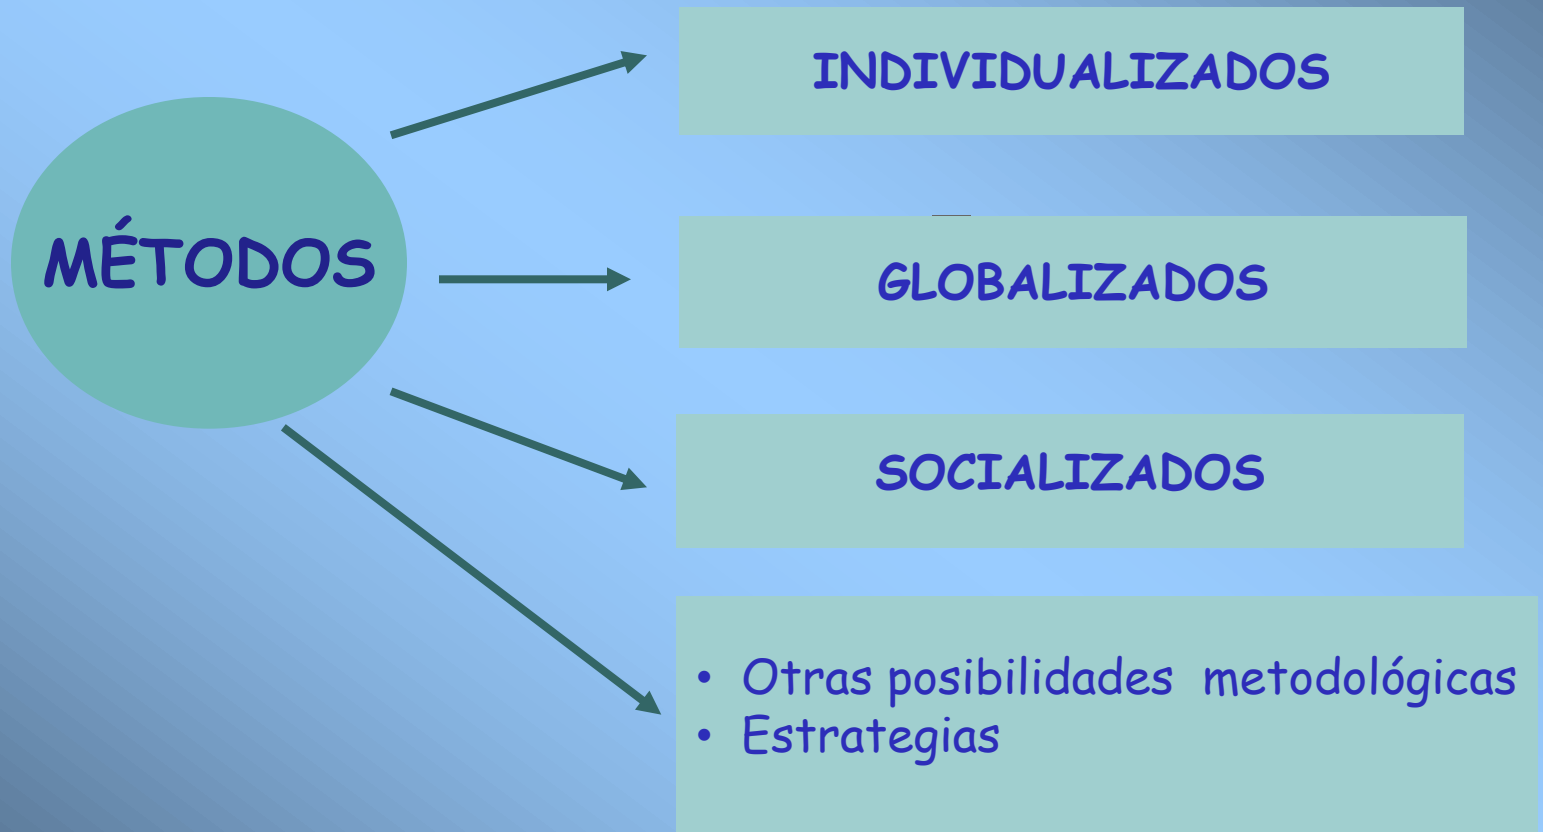 MÉTODOS
INDIVIDUALIZADOS
GLOBALIZADOS
SOCIALIZADOS
• Otras posibilidades metodológicas
• Estrategias